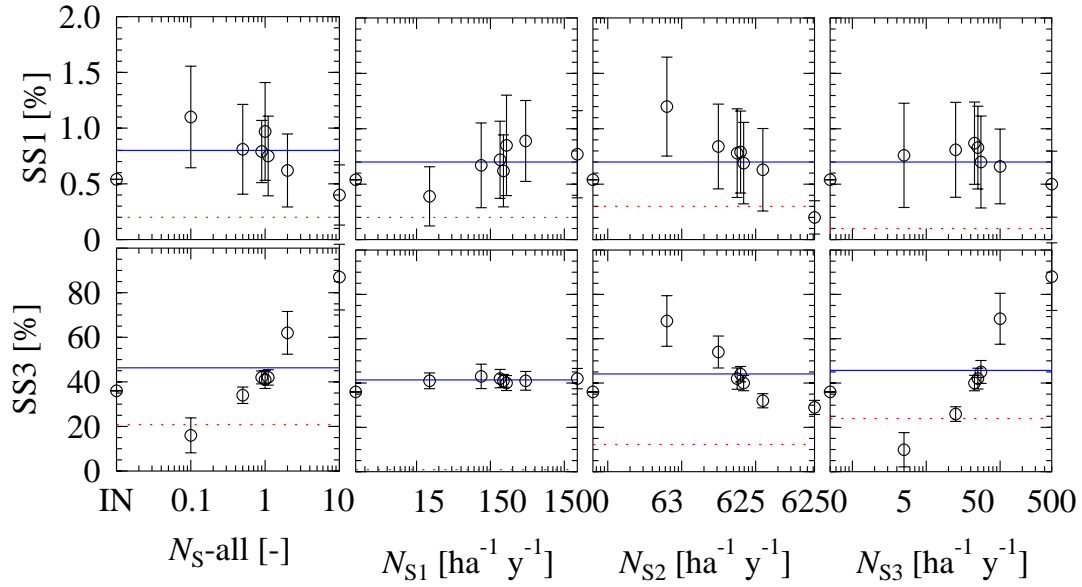 2.0
1.5
1.0
0.5
0
SS1 [%]
80
60
40
20
0
SS3 [%]
IN 0.1 1 10
15 150 1500
0 63 625 6250
5 50 500
N_S-all [-]
N_S1 [ha⁻¹ y⁻¹]
N_S2 [ha⁻¹ y⁻¹]
N_S3 [ha⁻¹ y⁻¹]